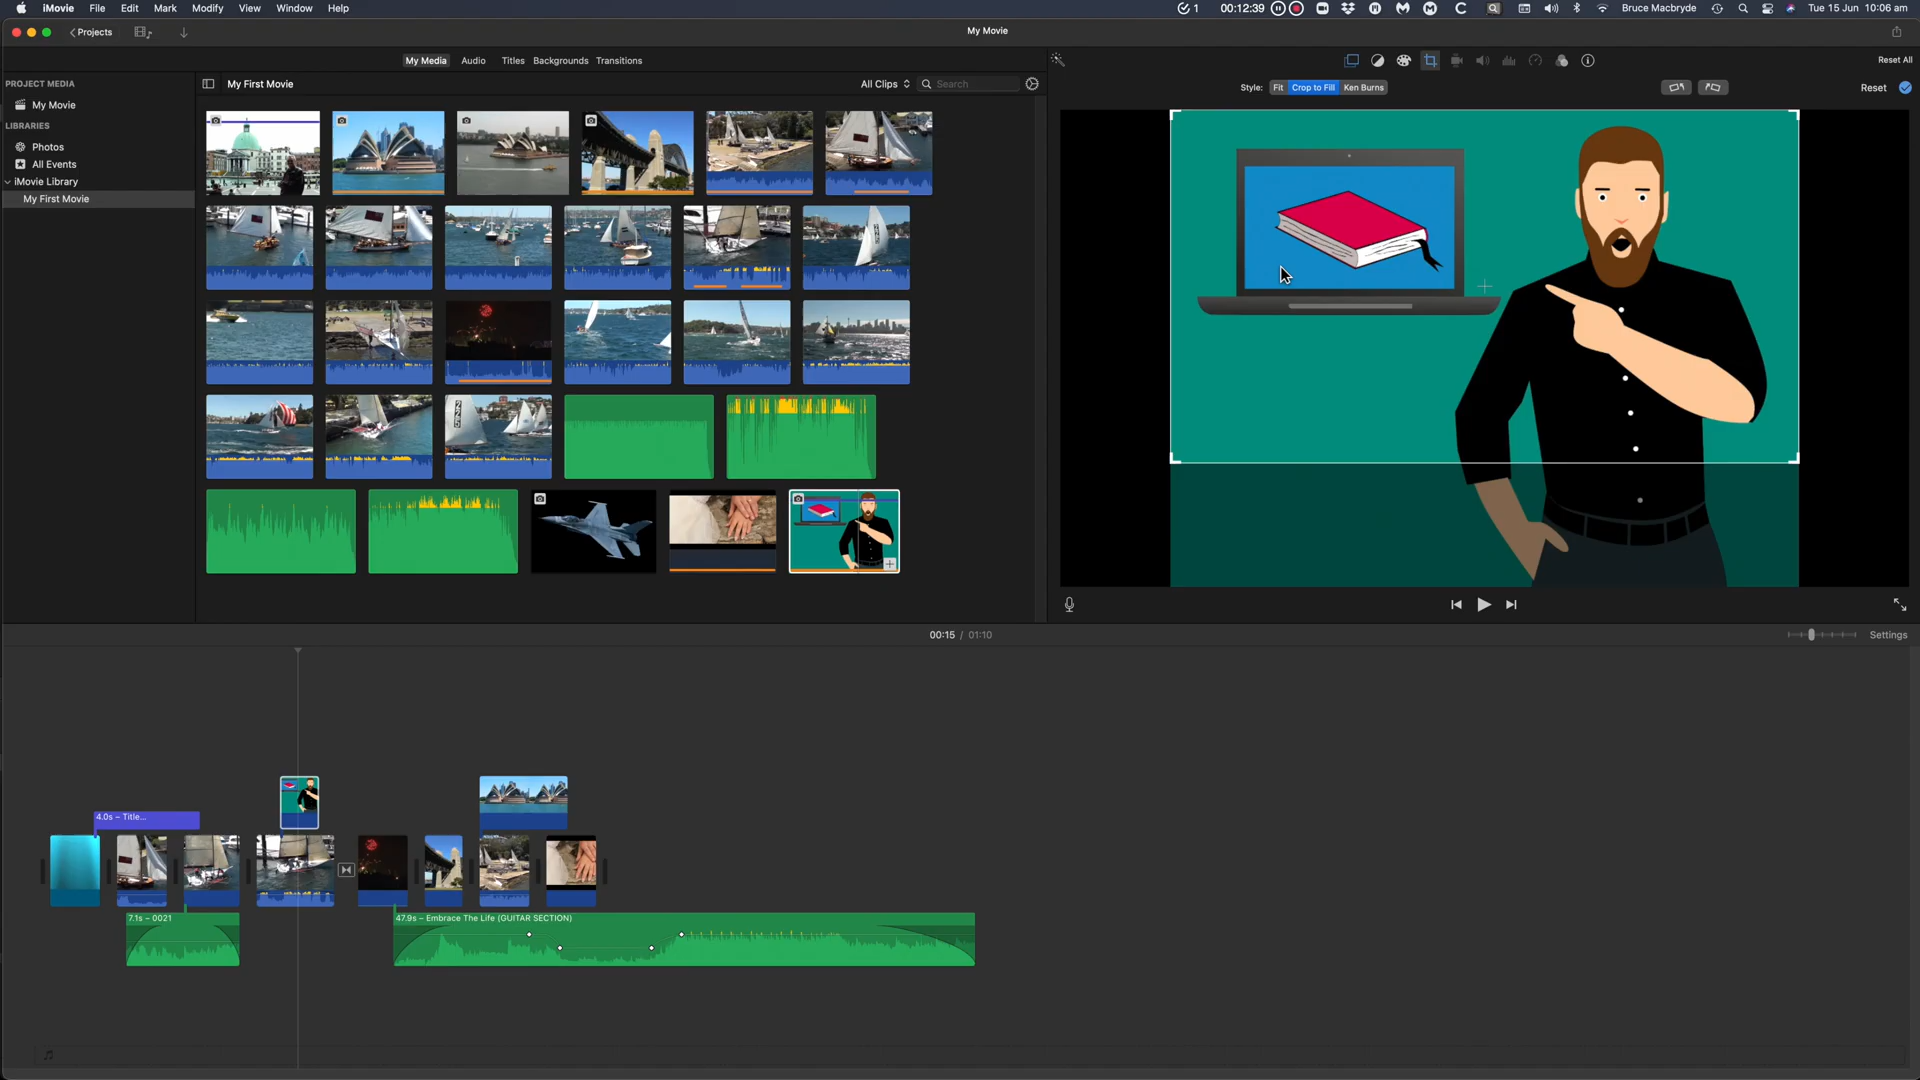 iMovie File Edit Mark Modify View Window Help
1 00:12:39 Bruce Macbryde Tue 15 Jun 10:06 am
Projects
My Movie
My Media Audio Titles Backgrounds Transitions
Reset All
PROJECT MEDIA
My Movie
LIBRARIES
Photos
All Events
iMovie Library
My First Movie
My First Movie
All Clips
Search
Style: Fit Crop to Fill Ken Burns
Reset
00:15 / 01:10
Settings
4.0s – Title...
7.1s – 0021
47.9s – Embrace The Life (GUITAR SECTION)